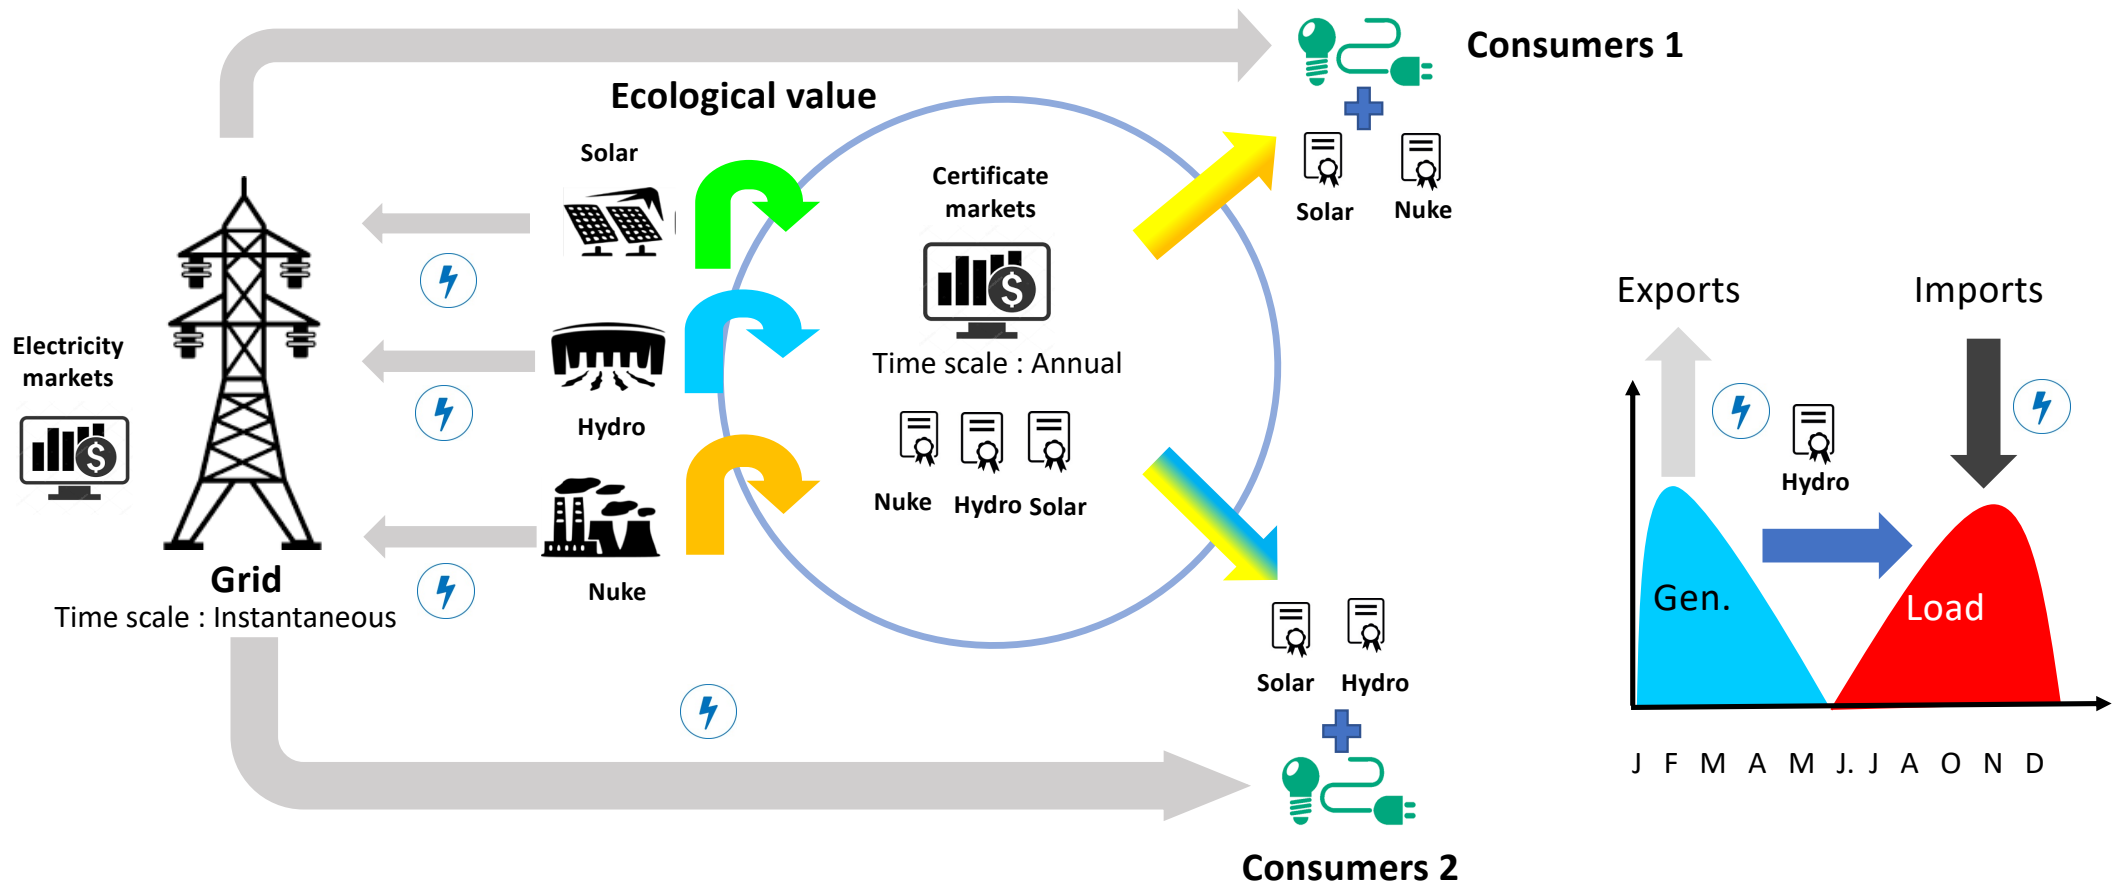 Consumers 1
Ecological value
Solar
Certificate
markets
Solar
Nuke
Exports
Imports
Electricity
markets
$
$
Time scale : Annual
Hydro
Nuke
Hydro
Solar
Hydro
Grid
Time scale : Instantaneous
Nuke
Gen.
Load
Solar
Hydro
J F M A M J. J A O N D
Consumers 2